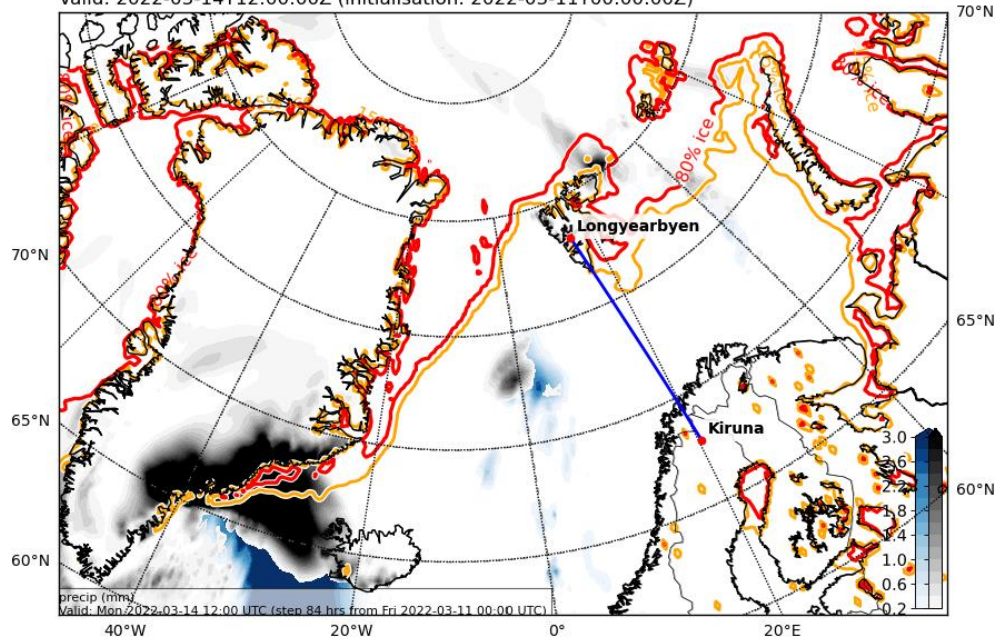 Valid: 2022-03-14T12:00:00Z (initialisation: 2022-03-11T00:00:00Z)
70°N
80% ice
Longyearbyen
70°N
80% ice
65°N
Kiruna
65°N
3.0
2.6
2.2
60°N
1.8
1.4
1.0
60°N
0.6
precip (mm)
Valid: Mon 2022-03-14 12:00 UTC (step 84 hrs from Fri 2022-03-11 00:00 UTC)
0.2
40°W
20°W
0°
20°E